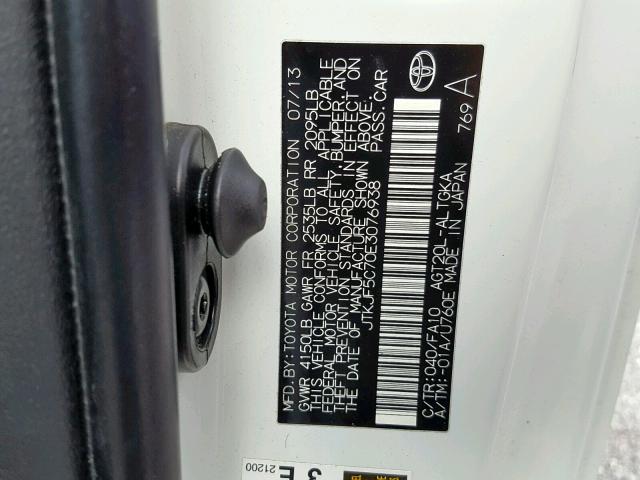 MFD.BY:TOYOTA MOTOR CORPORATION 07/13
GVWR 4150LB GAWR FR 2535LB RR 2095LB
THIS VEHICLE CONFORMS TO ALL APPLICABLE
FEDERAL MOTOR VEHICLE SAFETY, BUMPER, AND
THEFT PREVENTION STANDARDS IN EFFECT ON
THE DATE OF MANUFACTURE SHOWN ABOVE.
JTKJF5C70E3076938 PASS.CAR
C/TR:040/FA10 AGT20L-ALTGKA
A/TM:-01A/U760E MADE IN JAPAN
769 A
3 E
21200